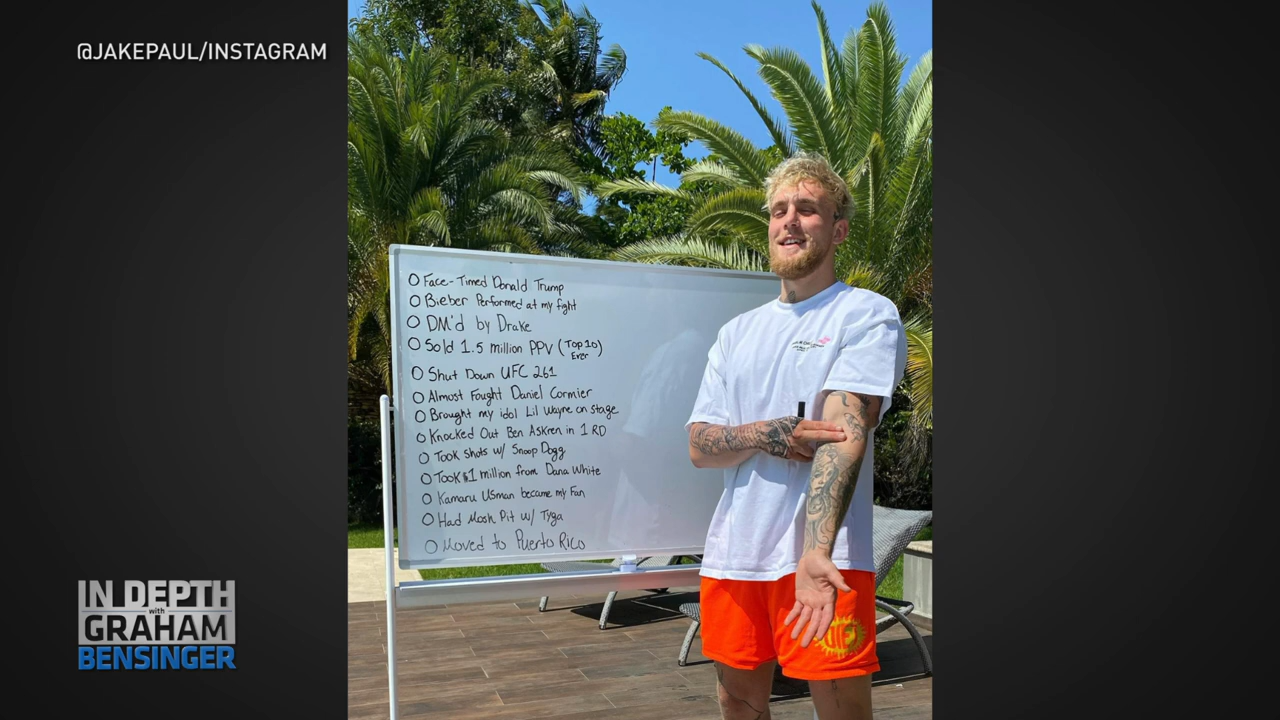 @JAKEPAUL/INSTAGRAM
Face-Timed Donald Trump
Bieber Performed at my fight
DM'd by Drake
Sold 1.5 million PPV (Top 10 Ever)
Shut Down UFC 261
Almost Fought Daniel Cormier
Brought my idol Lil Wayne on stage
Knocked Out Ben Askren in 1 RD
Took shots w/ Snoop Dogg
Took $1 million from Dana White
Kamaru Usman became my Fan
Had Mosh Pit w/ Tyga
Moved to Puerto Rico
IN DEPTH
with
GRAHAM
BENSINGER